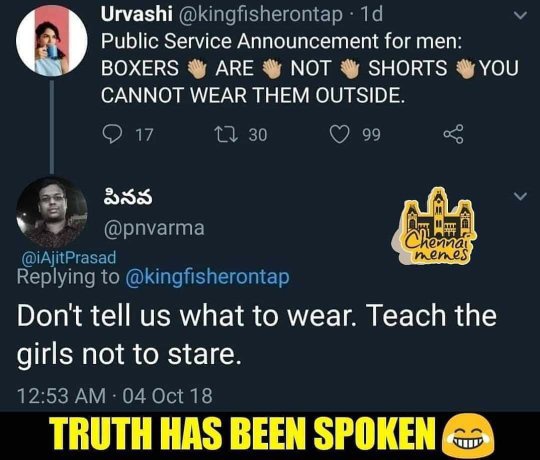 Urvashi @kingfisherontap · 1d
Public Service Announcement for men:
BOXERS 👏🏼 ARE 👏🏼 NOT 👏🏼 SHORTS 👏🏼 YOU
CANNOT WEAR THEM OUTSIDE.
17 30 99
పినవ
@pnvarma
Chennai
memes
@iAjitPrasad
Replying to @kingfisherontap
Don't tell us what to wear. Teach the
girls not to stare.
12:53 AM · 04 Oct 18
TRUTH HAS BEEN SPOKEN 😂